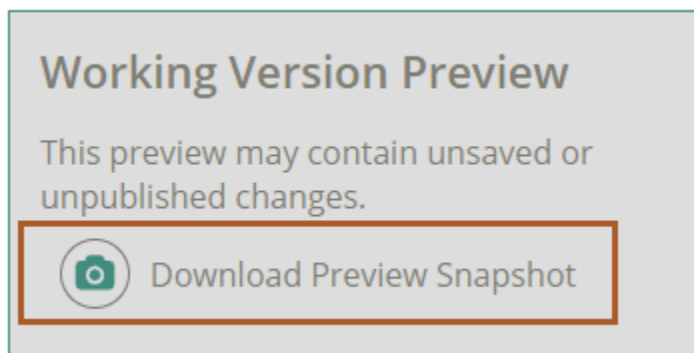 Working Version Preview
This preview may contain unsaved or
unpublished changes.
Download Preview Snapshot